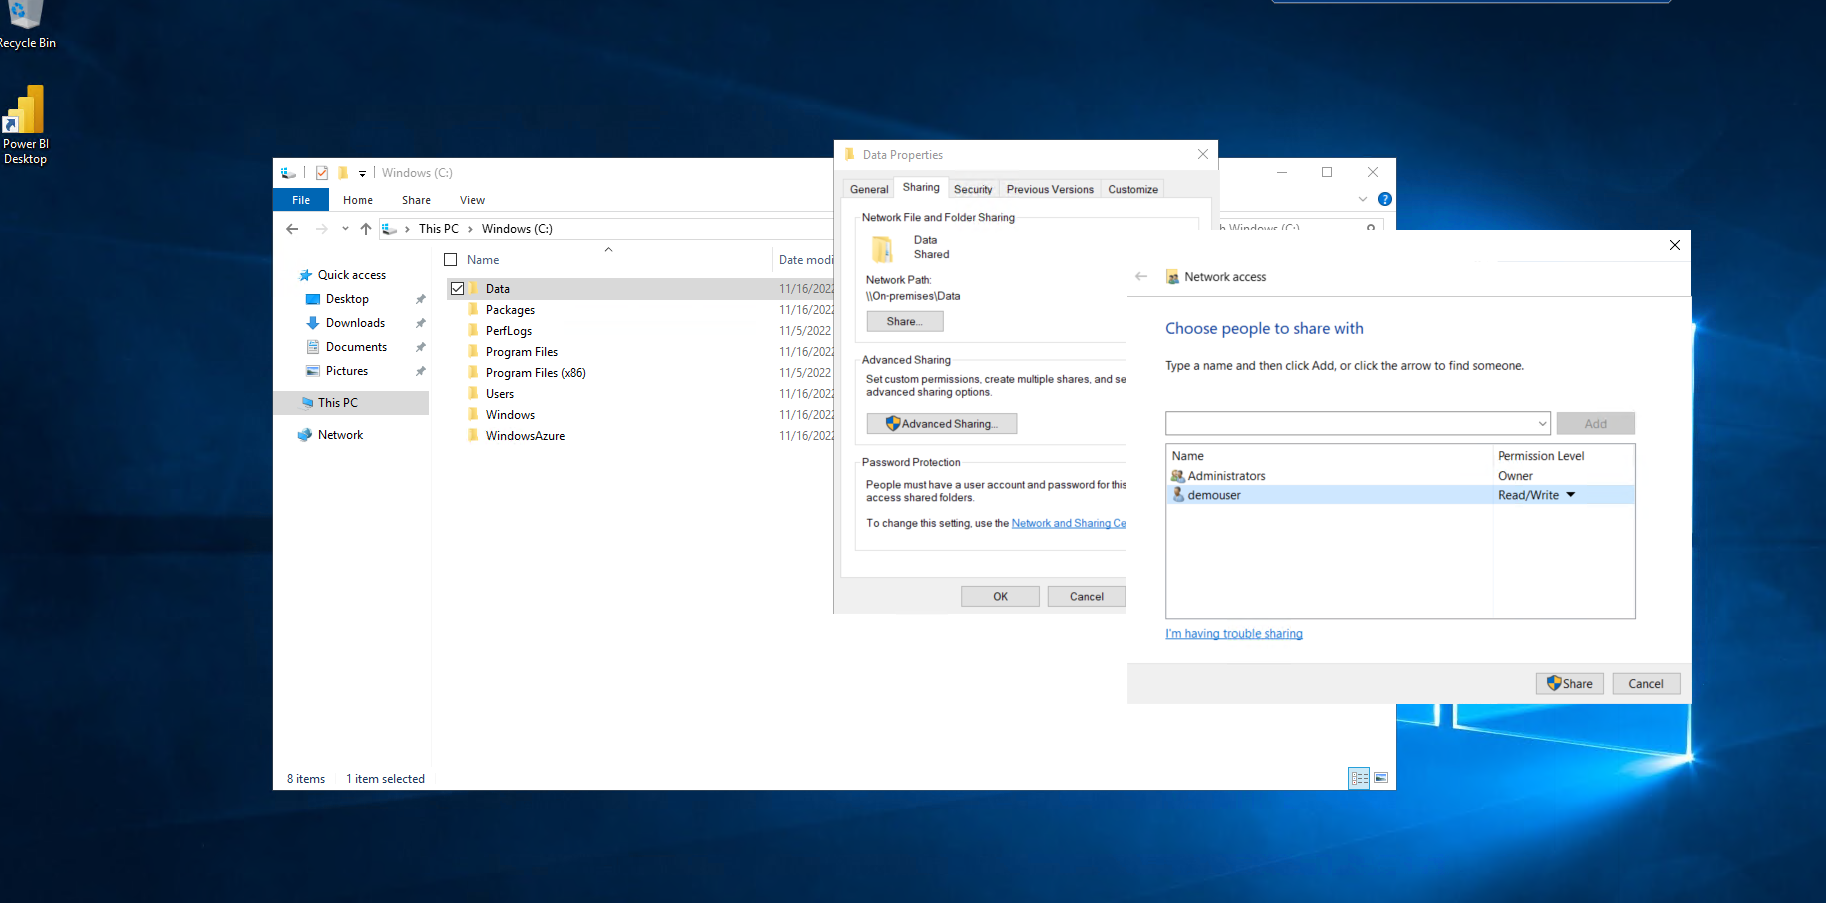 Recycle Bin
Power BI
Desktop
Windows (C:)
File
Home
Share
View
This PC
Windows (C:)
Windows (C:)
Quick access
Desktop
Downloads
Documents
Pictures
This PC
Network
Name
Date modi
Data
11/16/2022
Packages
11/16/2022
PerfLogs
11/5/2022
Program Files
11/16/2022
Program Files (x86)
11/5/2022
Users
11/16/2022
Windows
11/16/2022
WindowsAzure
11/16/2022
8 items
1 item selected
Data Properties
General
Sharing
Security
Previous Versions
Customize
Network File and Folder Sharing
Data
Shared
Network Path:
\\On-premises\Data
Share...
Advanced Sharing
Set custom permissions, create multiple shares, and se
advanced sharing options.
Advanced Sharing...
Password Protection
People must have a user account and password for this
access shared folders.
To change this setting, use the Network and Sharing Ce
OK
Cancel
Network access
Choose people to share with
Type a name and then click Add, or click the arrow to find someone.
Add
Name
Permission Level
Administrators
Owner
demouser
Read/Write
I'm having trouble sharing
Share
Cancel